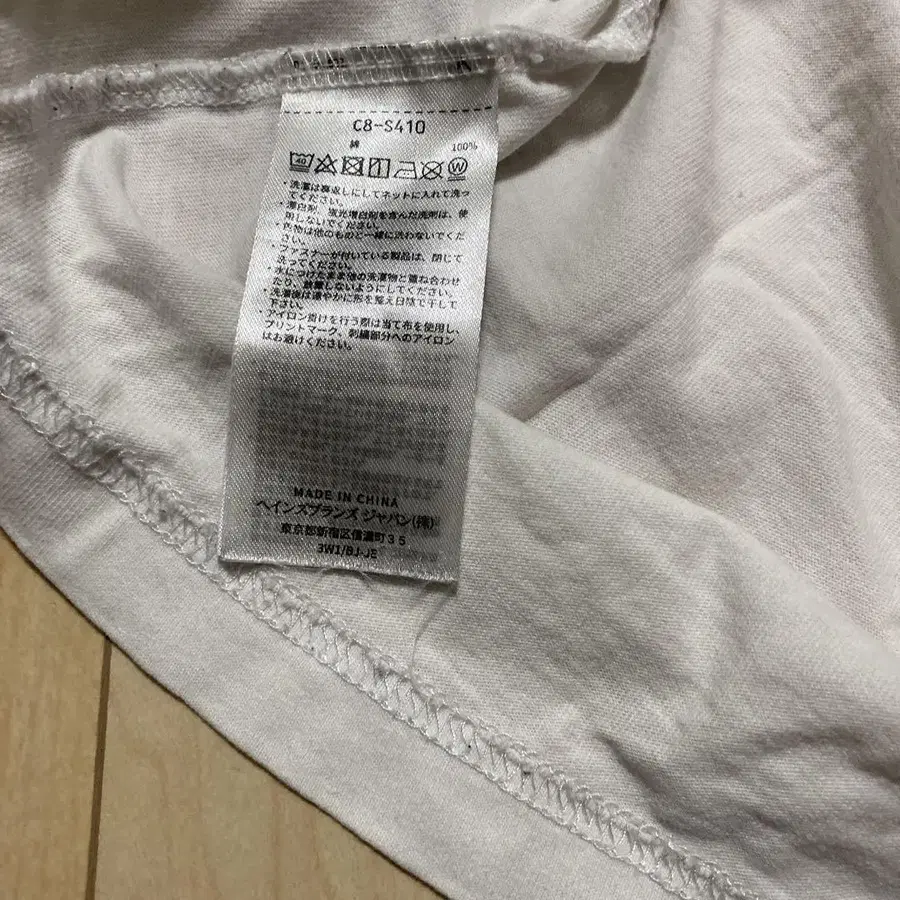 C8-S410
綿 100%
40
W
・洗濯は裏返しにしてネットに入れて洗っ
てください。
・漂白剤、蛍光増白剤を含んだ洗剤は、使
用しないでください。
・色物は他のものと一緒に洗わないでくだ
さい。
・ファスナーが付いている製品は、閉じて
洗ってください。
・水につけたまま他の洗濯物と重ね合わせ
たり、放置しないようにしてください。
・洗濯後は速やかに形を整え日陰で干して
下さい。
・アイロン掛けを行う際は当て布を使用し、
プリントマーク、刺繍部分へのアイロン
はお避けください。
MADE IN CHINA
ヘインズブランズ ジャパン(株)
東京都新宿区信濃町35
3W1/BJ-JE